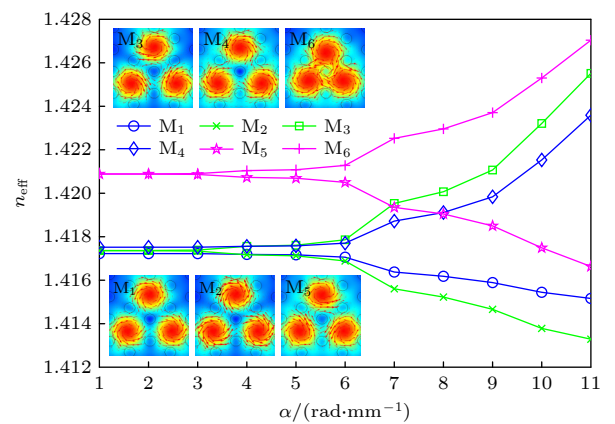 1.428
1.426
1.424
1.422
1.420
1.418
1.416
1.414
1.412
n_eff
M₃ M₄ M₆
M₁ M₂ M₃
M₄ M₅ M₆
M₁ M₂ M₅
1 2 3 4 5 6 7 8 9 10 11
α/(rad·mm⁻¹)